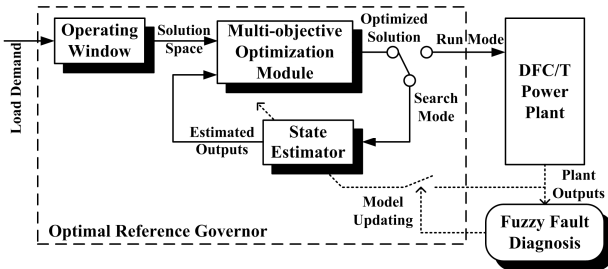 Load Demand
Operating
Window
Solution
Space
Multi-objective
Optimization
Module
Optimized
Solution
Run Mode
Search
Mode
DFC/T
Power
Plant
Estimated
Outputs
State
Estimator
Model
Updating
Plant
Outputs
Fuzzy Fault
Diagnosis
Optimal Reference Governor